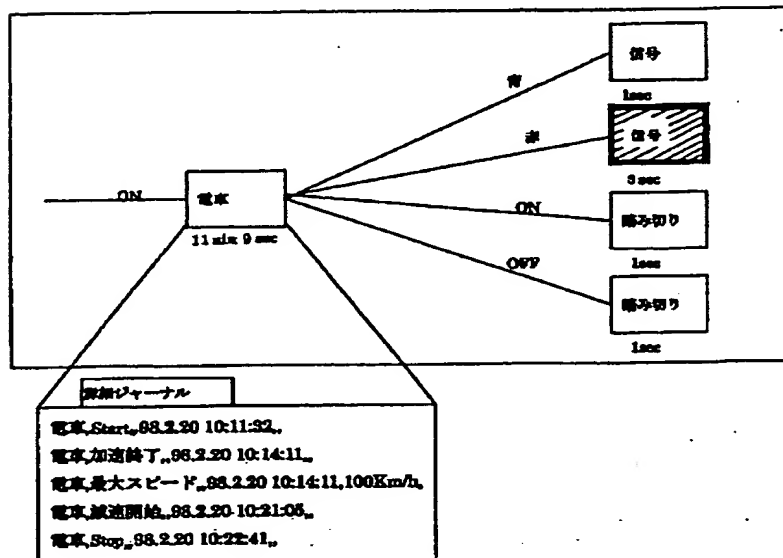 信号
青
1sec
赤
信号
3 sec
ON
電車
ON
踏み切り
11 min 9 sec
1sec
OFF
踏み切り
1sec
詳細ジャーナル
電車,Start,,98.2.20 10:11:32,,
電車,加速終了,,98.2.20 10:14:11,,
電車,最大スピード,,98.2.20 10:14:11,100Km/h,
電車,減速開始,,98.2.20 10:21:05,,
電車,Stop,,98.2.20 10:22:41,,